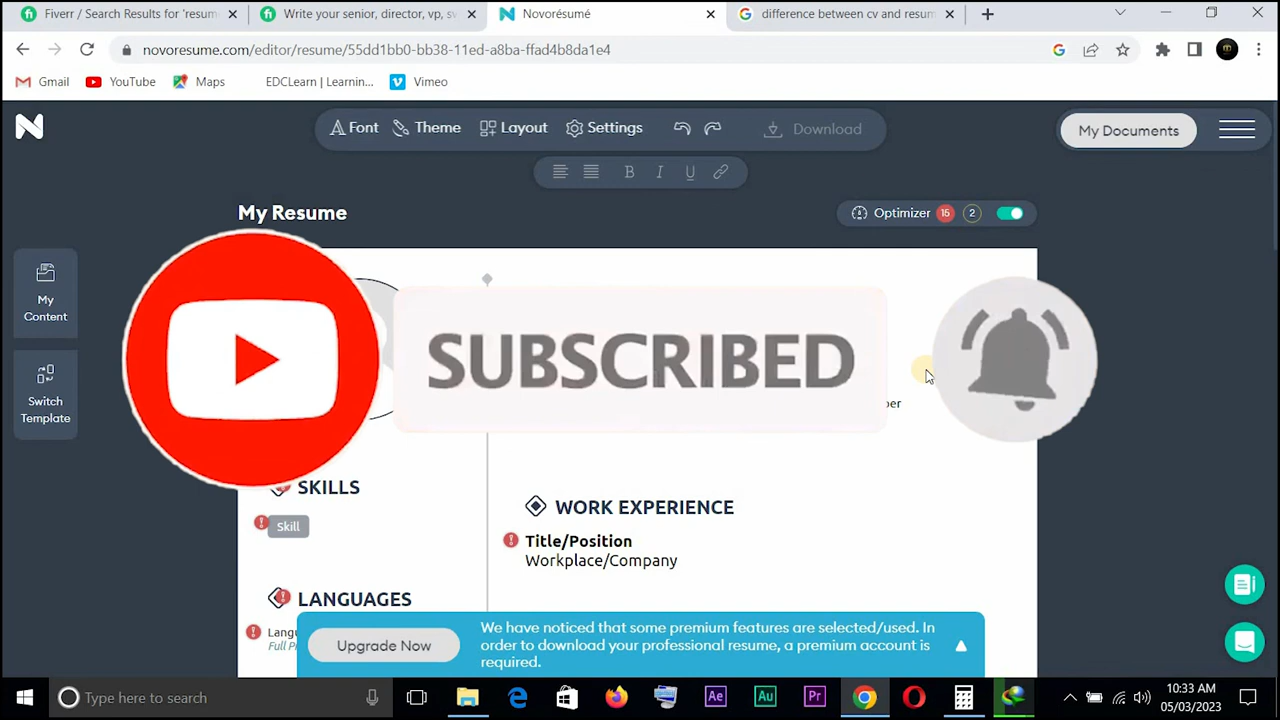 Fiverr / Search Results for 'resum
Write your senior, director, vp, sv
Novorésumé
difference between cv and resum
novoresume.com/editor/resume/55dd1bb0-bb38-11ed-a8ba-ffad4b8da1e4
Gmail
YouTube
Maps
EDCLearn | Learnin...
Vimeo
Font
Theme
Layout
Settings
Download
My Documents
B I U
My Resume
Optimizer 15 2
My
Content
Switch
Template
SUBSCRIBED
SKILLS
Skill
LANGUAGES
WORK EXPERIENCE
Title/Position
Workplace/Company
Upgrade Now
We have noticed that some premium features are selected/used. In
order to download your professional resume, a premium account is
required.
Type here to search
Ae
Au
Pr
10:33 AM
05/03/2023